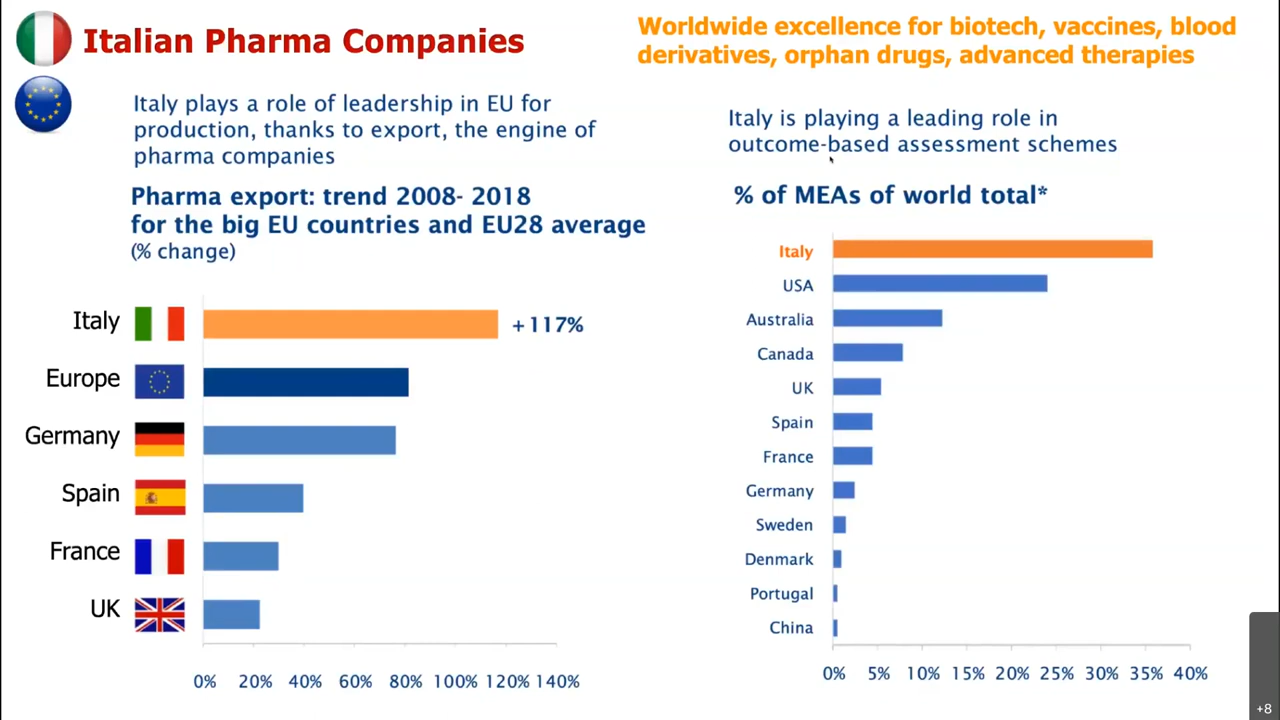 Italian Pharma Companies
Worldwide excellence for biotech, vaccines, blood
derivatives, orphan drugs, advanced therapies
Italy plays a role of leadership in EU for
production, thanks to export, the engine of
pharma companies
Pharma export: trend 2008- 2018
for the big EU countries and EU28 average
(% change)
Italy
+117%
Europe
Germany
Spain
France
UK
0% 20% 40% 60% 80% 100% 120% 140%
Italy is playing a leading role in
outcome-based assessment schemes
% of MEAs of world total*
Italy
USA
Australia
Canada
UK
Spain
France
Germany
Sweden
Denmark
Portugal
China
0% 5% 10% 15% 20% 25% 30% 35% 40%
+8